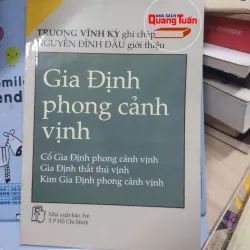 NHÀ SÁCH
Quang Tuấn
TRƯƠNG VĨNH KÝ ghi chép
NGUYỄN ĐÌNH ĐẦU giới thiệu
Gia Định
phong cảnh
vịnh
Cổ Gia Định phong cảnh vịnh
Gia Định thất thủ vịnh
Kim Gia Định phong cảnh vịnh
Nhà xuất bản Trẻ
T.P Hồ Chí Minh